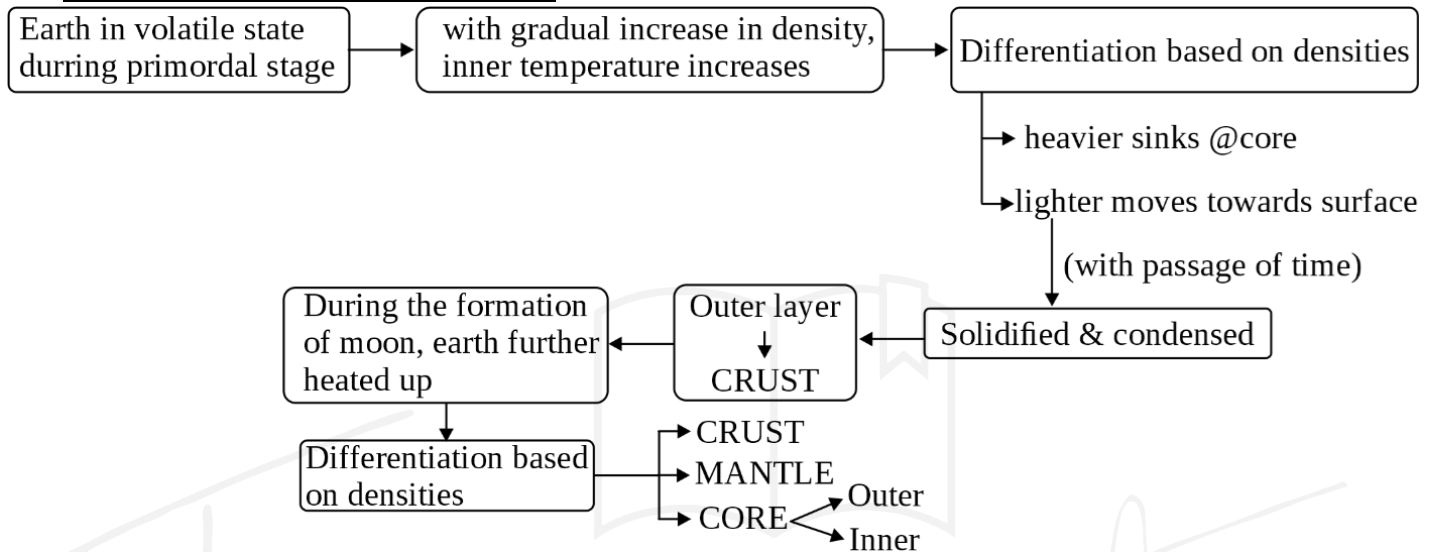 Earth in volatile state
durring primordal stage
with gradual increase in density,
inner temperature increases
Differentiation based on densities
heavier sinks @core
lighter moves towards surface
(with passage of time)
Solidified & condensed
Outer layer
CRUST
During the formation
of moon, earth further
heated up
Differentiation based
on densities
CRUST
MANTLE
CORE
Outer
Inner